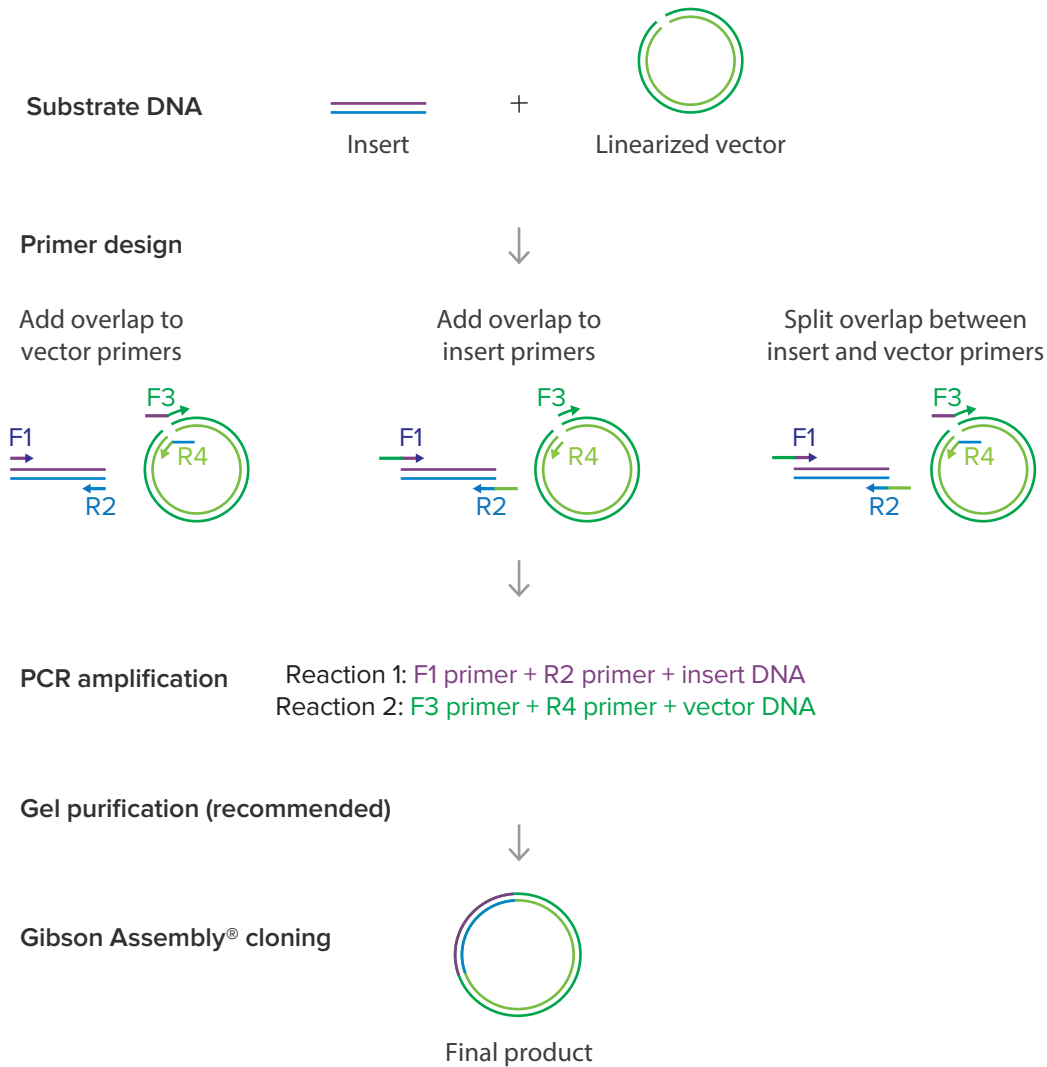 Substrate DNA
+
Insert
Linearized vector
Primer design
Add overlap to
vector primers
Add overlap to
insert primers
Split overlap between
insert and vector primers
F3
F1
R4
R2
F3
F1
R4
R2
F3
F1
R4
R2
PCR amplification
Reaction 1: F1 primer + R2 primer + insert DNA
Reaction 2: F3 primer + R4 primer + vector DNA
Gel purification (recommended)
Gibson Assembly® cloning
Final product